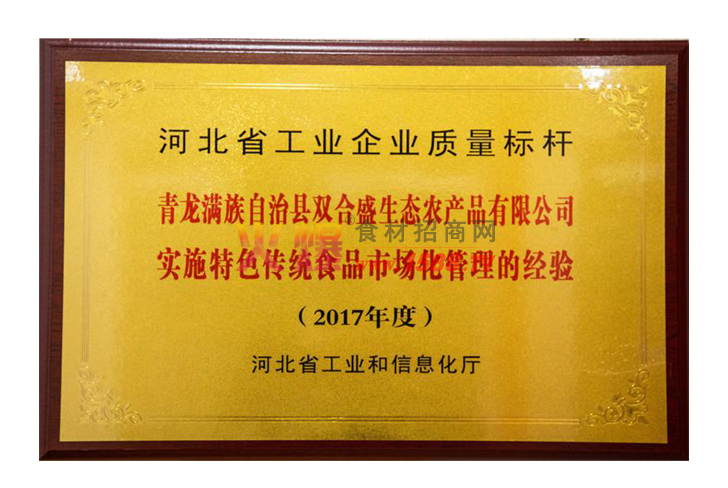 河北省工业企业质量标杆
青龙满族自治县双合盛生态农产品有限公司
食材招商网
实施特色传统食品市场化管理的经验
（2017年度）
河北省工业和信息化厅